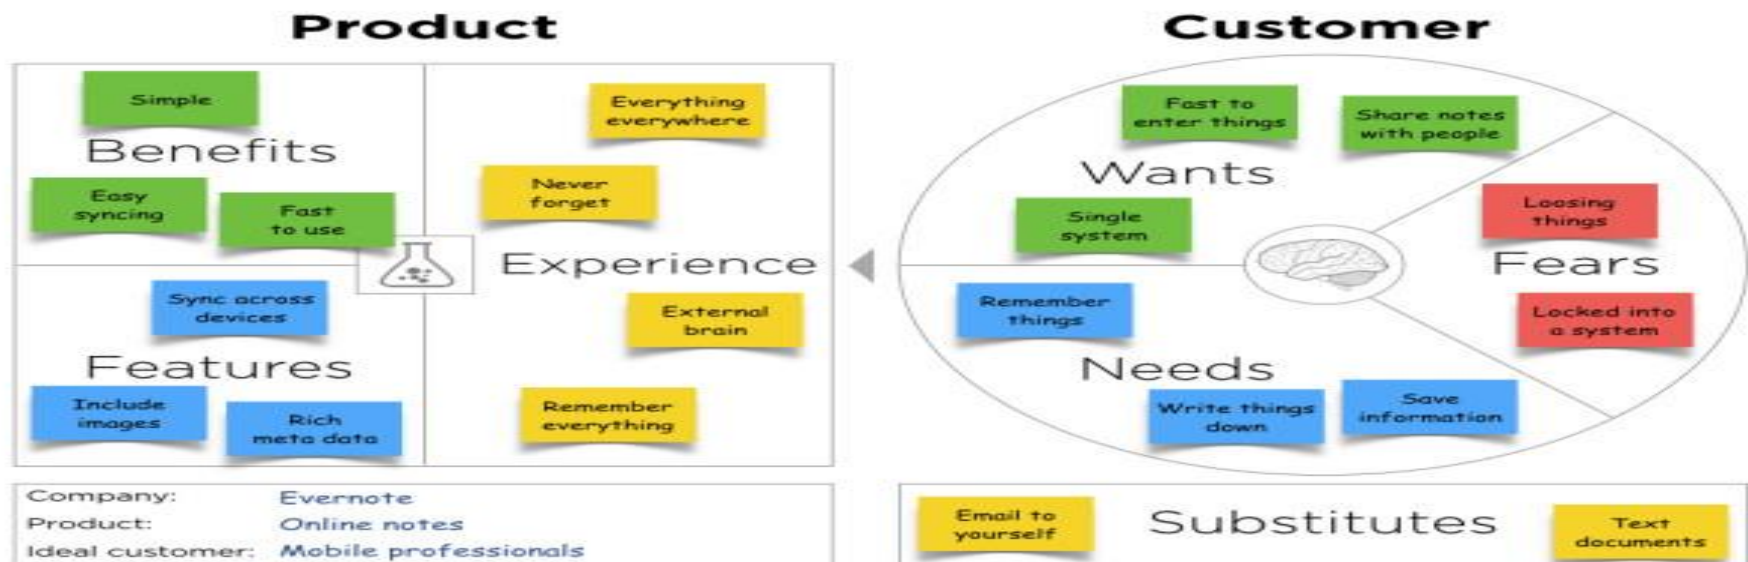 Product
Simple
Benefits
Easy
syncing
Fast
to use
Everything
everywhere
Never
forget
Experience
External
brain
Remember
everything
Sync across
devices
Features
Include
images
Rich
meta data
Company: Evernote
Product: Online notes
Ideal customer: Mobile professionals
Customer
Fast to
enter things
Share notes
with people
Wants
Single
system
Loosing
things
Fears
Locked into
a system
Remember
things
Needs
Write things
down
Save
information
Email to
yourself
Substitutes
Text
documents